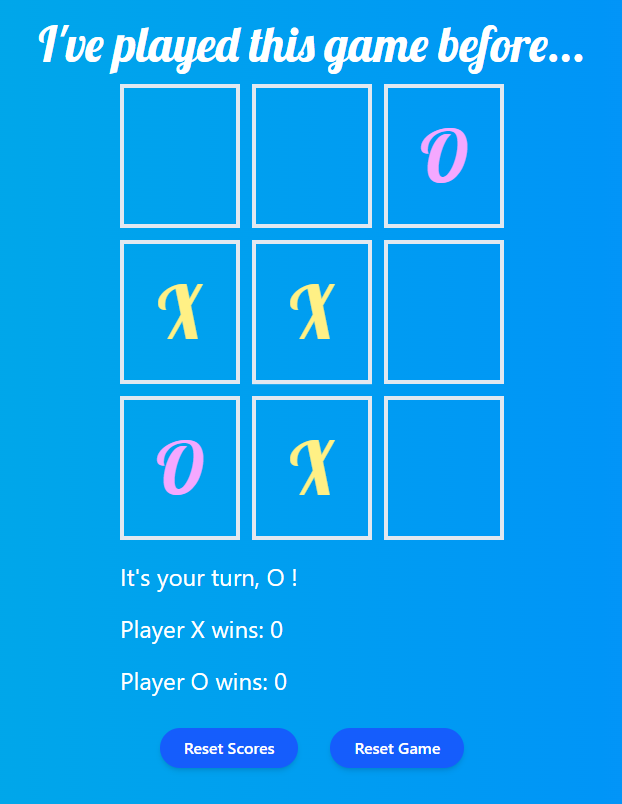 I've played this game before...
O
X X
O X
It's your turn, O !
Player X wins: 0
Player O wins: 0
Reset Scores Reset Game